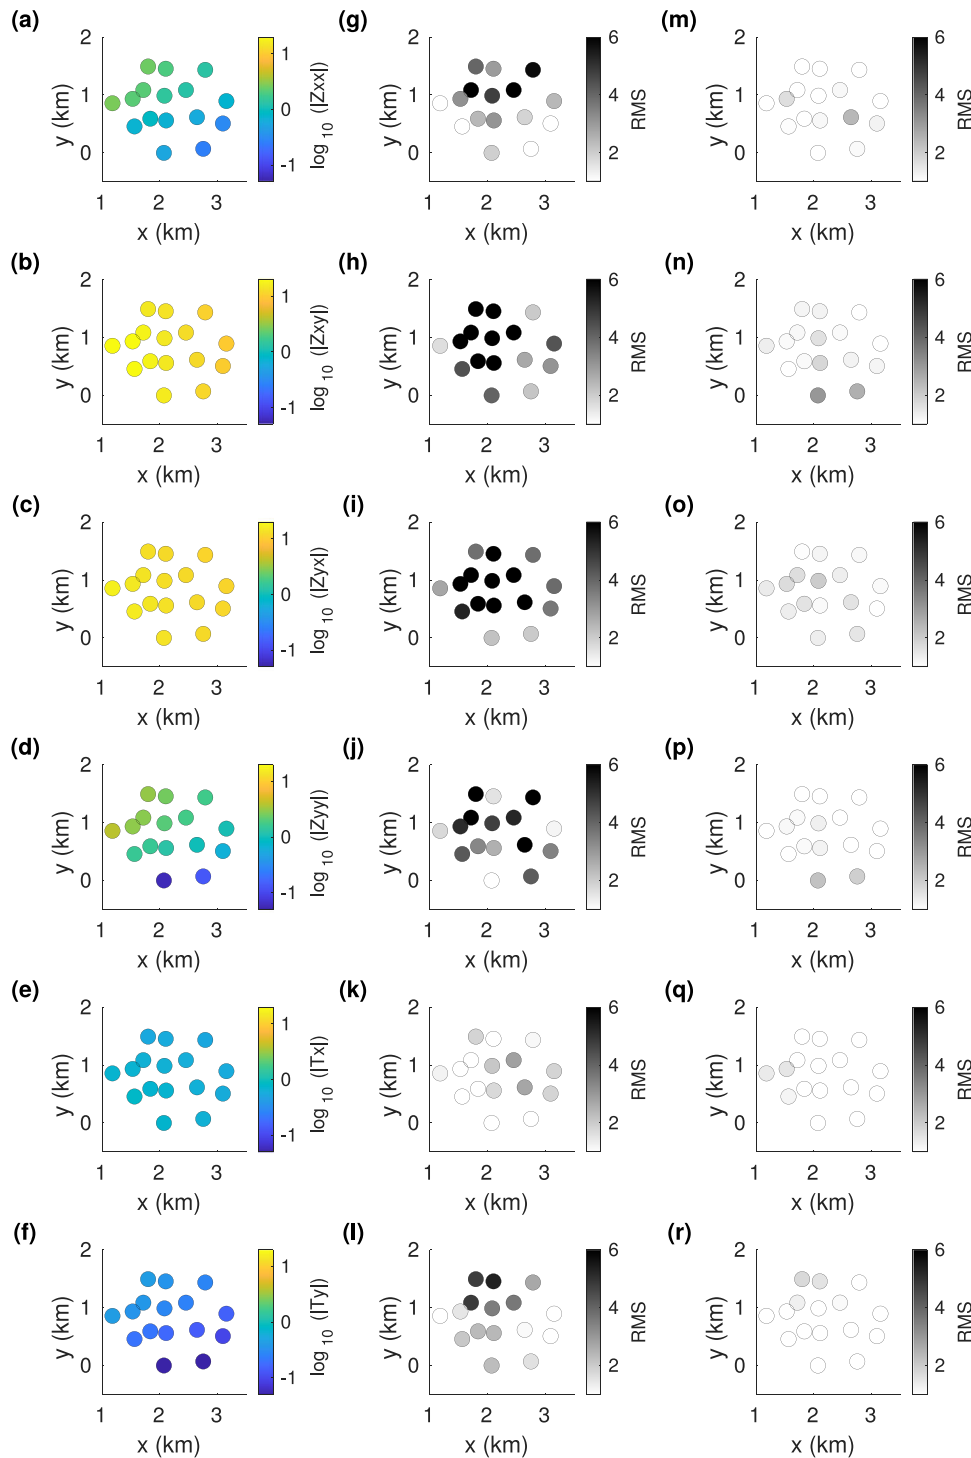 (a) (g) (m)
2 1 0 y (km) 1 2 3 x (km) 1 0 -1 log 10 (|Zxx|)
2 1 0 y (km) 1 2 3 x (km) 6 4 2 RMS
2 1 0 y (km) 1 2 3 x (km) 6 4 2 RMS
(b) (h) (n)
2 1 0 y (km) 1 2 3 x (km) 1 0 -1 log 10 (|Zxy|)
2 1 0 y (km) 1 2 3 x (km) 6 4 2 RMS
2 1 0 y (km) 1 2 3 x (km) 6 4 2 RMS
(c) (i) (o)
2 1 0 y (km) 1 2 3 x (km) 1 0 -1 log 10 (|Zyx|)
2 1 0 y (km) 1 2 3 x (km) 6 4 2 RMS
2 1 0 y (km) 1 2 3 x (km) 6 4 2 RMS
(d) (j) (p)
2 1 0 y (km) 1 2 3 x (km) 1 0 -1 log 10 (|Zyy|)
2 1 0 y (km) 1 2 3 x (km) 6 4 2 RMS
2 1 0 y (km) 1 2 3 x (km) 6 4 2 RMS
(e) (k) (q)
2 1 0 y (km) 1 2 3 x (km) 1 0 -1 log 10 (|Tx|)
2 1 0 y (km) 1 2 3 x (km) 6 4 2 RMS
2 1 0 y (km) 1 2 3 x (km) 6 4 2 RMS
(f) (l) (r)
2 1 0 y (km) 1 2 3 x (km) 1 0 -1 log 10 (|Ty|)
2 1 0 y (km) 1 2 3 x (km) 6 4 2 RMS
2 1 0 y (km) 1 2 3 x (km) 6 4 2 RMS